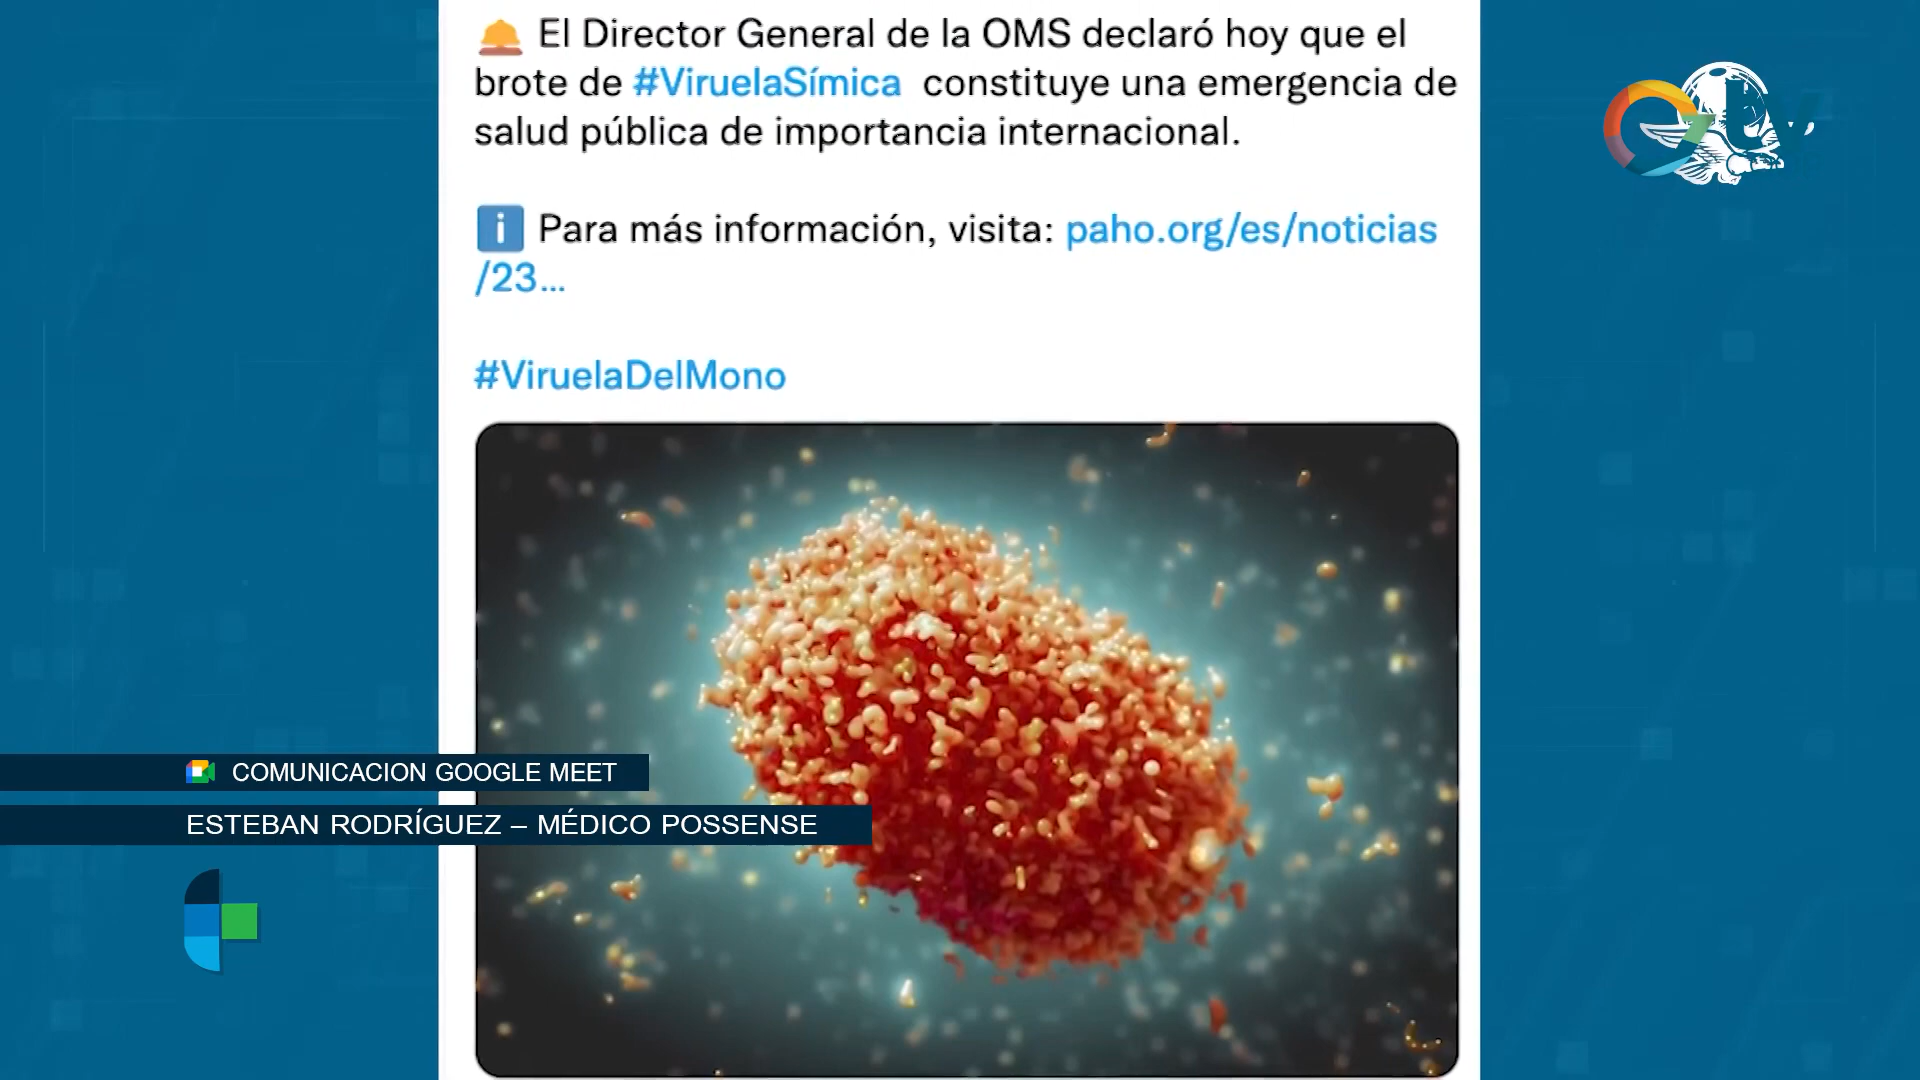 El Director General de la OMS declaró hoy que el
brote de #ViruelaSímica constituye una emergencia de
salud pública de importancia internacional.
Para más información, visita: paho.org/es/noticias
/23...
#ViruelaDelMono
COMUNICACION GOOGLE MEET
ESTEBAN RODRÍGUEZ – MÉDICO POSSENSE